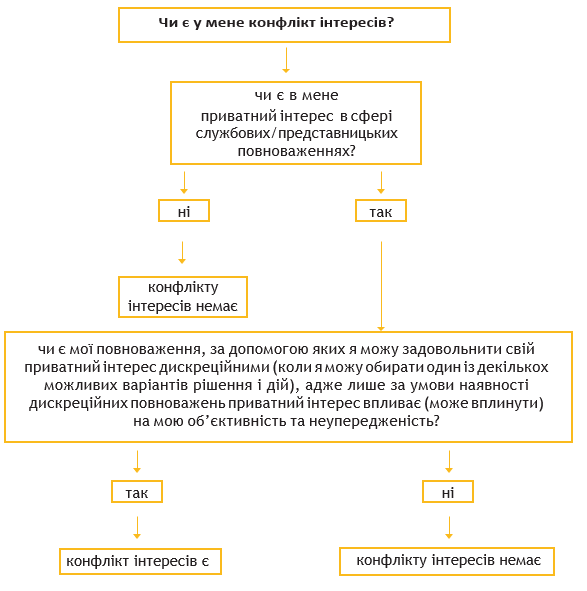 Чи є у мене конфлікт інтересів?
чи є в мене
приватний інтерес в сфері
службових/представницьких
повноваженнях?
ні
так
конфлікту
інтересів немає
чи є мої повноваження, за допомогою яких я можу задовольнити свій
приватний інтерес дискреційними (коли я можу обирати один із декількох
можливих варіантів рішення і дій), адже лише за умови наявності
дискреційних повноважень приватний інтерес впливає (може вплинути)
на мою об’єктивність та неупередженість?
так
ні
конфлікт інтересів є
конфлікту інтересів немає